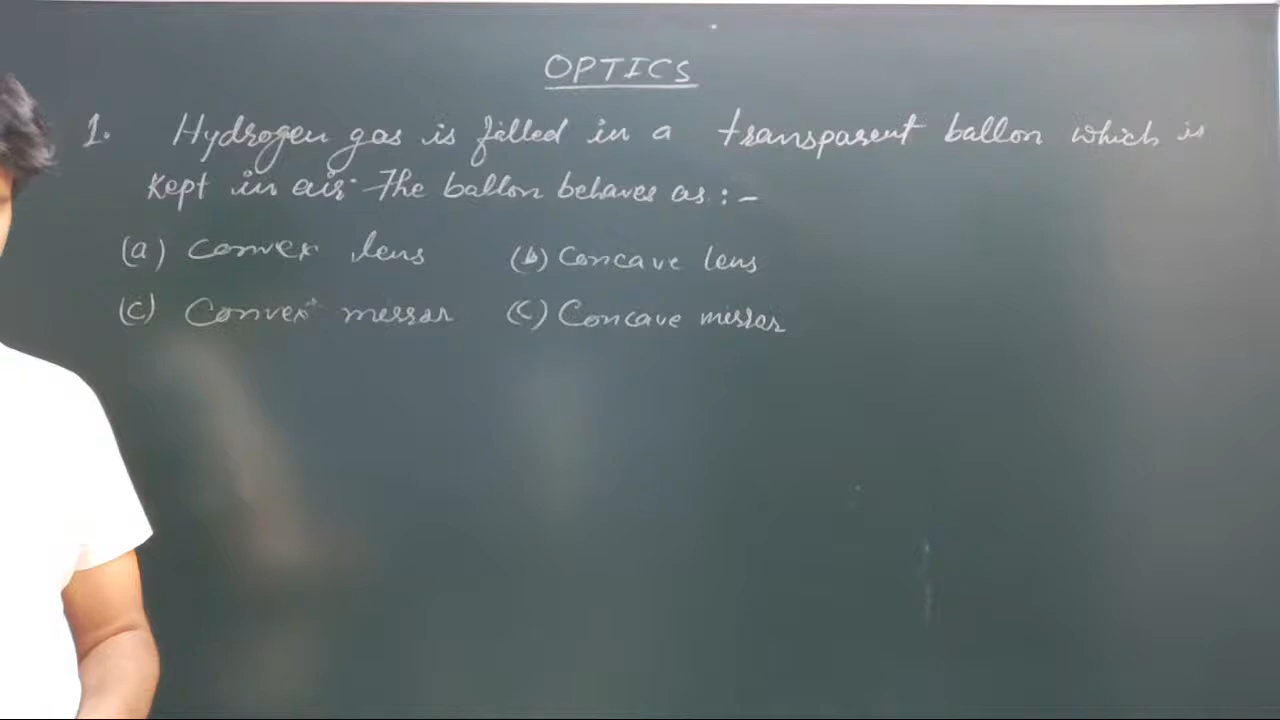 OPTICS
1. Hydrogen gas is filled in a transparent ballon which is
kept in air. The ballon behaves as :-
(a) Convex lens (b) Concave lens
(c) Convex mirror (c) Concave mirror